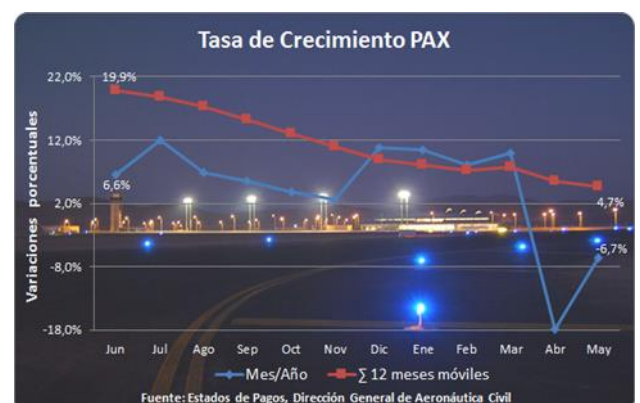 Tasa de Crecimiento PAX
Variaciones porcentuales
22,0%
12,0%
2,0%
-8,0%
-18,0%
19,9%
6,6%
4,7%
-6,7%
Jun Jul Ago Sep Oct Nov Dic Ene Feb Mar Abr May
Mes/Año ∑ 12 meses móviles
Fuente: Estados de Pagos, Dirección General de Aeronáutica Civil